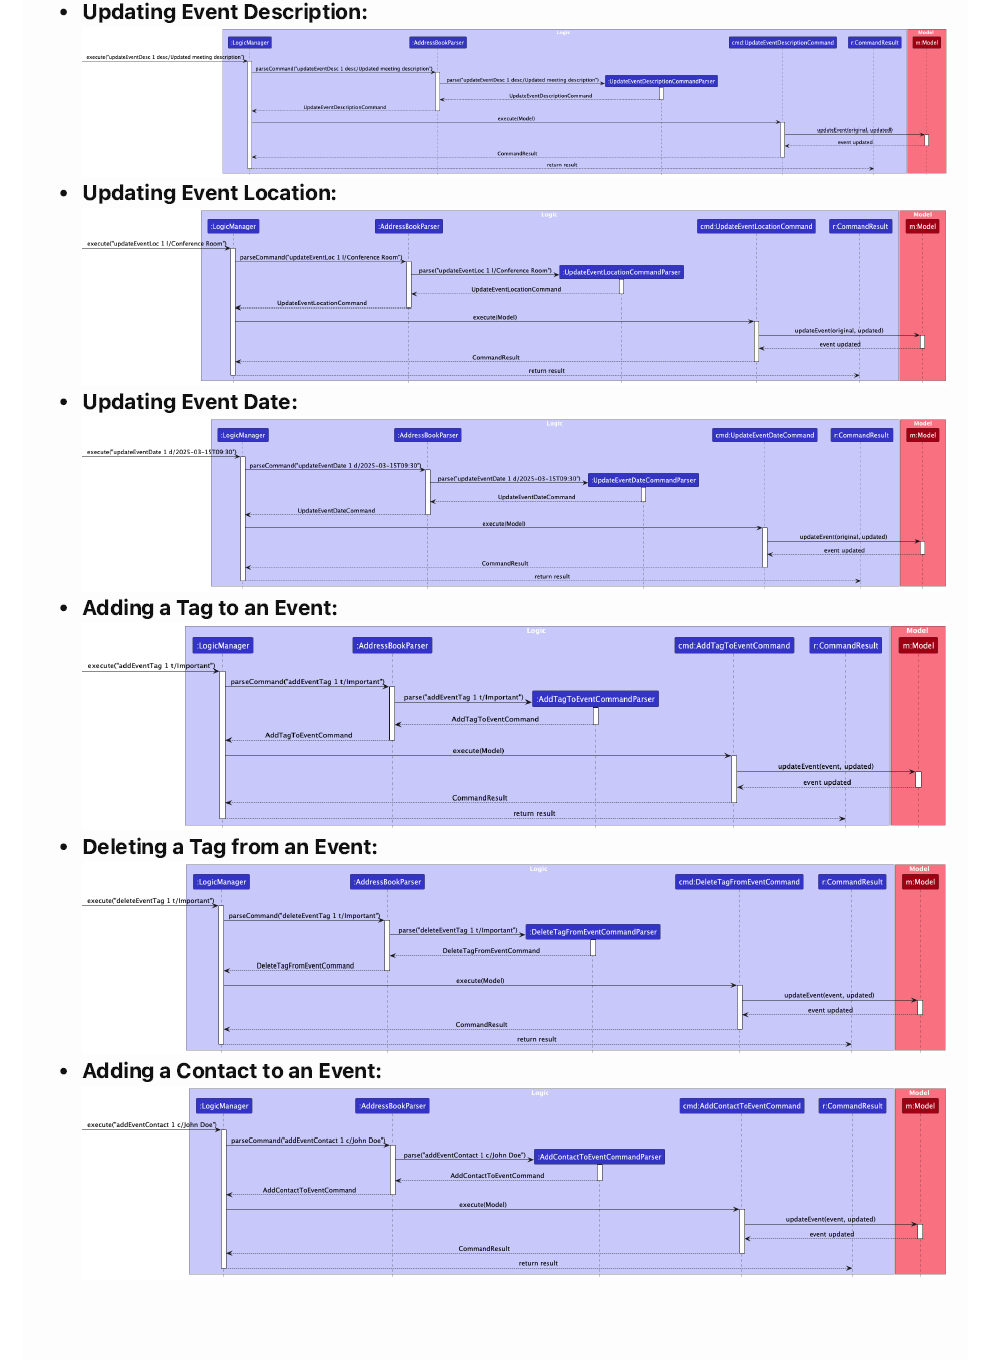 • Updating Event Description:
Logic
Model
:LogicManager
:AddressBookParser
cmd:UpdateEventDescriptionCommand
r:CommandResult
m:Model
execute("updateEventDesc 1 desc/Updated meeting description")
parseCommand("updateEventDesc 1 desc/Updated meeting description")
parse("updateEventDesc 1 desc/Updated meeting description")
:UpdateEventDescriptionCommandParser
UpdateEventDescriptionCommand
UpdateEventDescriptionCommand
execute(Model)
updateEvent(original, updated)
event updated
CommandResult
return result
• Updating Event Location:
Logic
Model
:LogicManager
:AddressBookParser
cmd:UpdateEventLocationCommand
r:CommandResult
m:Model
execute("updateEventLoc 1 l/Conference Room")
parseCommand("updateEventLoc 1 l/Conference Room")
parse("updateEventLoc 1 l/Conference Room")
:UpdateEventLocationCommandParser
UpdateEventLocationCommand
UpdateEventLocationCommand
execute(Model)
updateEvent(original, updated)
event updated
CommandResult
return result
• Updating Event Date:
Logic
Model
:LogicManager
:AddressBookParser
cmd:UpdateEventDateCommand
r:CommandResult
m:Model
execute("updateEventDate 1 d/2025-03-15T09:30")
parseCommand("updateEventDate 1 d/2025-03-15T09:30")
parse("updateEventDate 1 d/2025-03-15T09:30")
:UpdateEventDateCommandParser
UpdateEventDateCommand
UpdateEventDateCommand
execute(Model)
updateEvent(original, updated)
event updated
CommandResult
return result
• Adding a Tag to an Event:
Logic
Model
:LogicManager
:AddressBookParser
cmd:AddTagToEventCommand
r:CommandResult
m:Model
execute("addEventTag 1 t/Important")
parseCommand("addEventTag 1 t/Important")
parse("addEventTag 1 t/Important")
:AddTagToEventCommandParser
AddTagToEventCommand
AddTagToEventCommand
execute(Model)
updateEvent(event, updated)
event updated
CommandResult
return result
• Deleting a Tag from an Event:
Logic
Model
:LogicManager
:AddressBookParser
cmd:DeleteTagFromEventCommand
r:CommandResult
m:Model
execute("deleteEventTag 1 t/Important")
parseCommand("deleteEventTag 1 t/Important")
parse("deleteEventTag 1 t/Important")
:DeleteTagFromEventCommandParser
DeleteTagFromEventCommand
DeleteTagFromEventCommand
execute(Model)
updateEvent(event, updated)
event updated
CommandResult
return result
• Adding a Contact to an Event:
Logic
Model
:LogicManager
:AddressBookParser
cmd:AddContactToEventCommand
r:CommandResult
m:Model
execute("addEventContact 1 c/John Doe")
parseCommand("addEventContact 1 c/John Doe")
parse("addEventContact 1 c/John Doe")
:AddContactToEventCommandParser
AddContactToEventCommand
AddContactToEventCommand
execute(Model)
updateEvent(event, updated)
event updated
CommandResult
return result